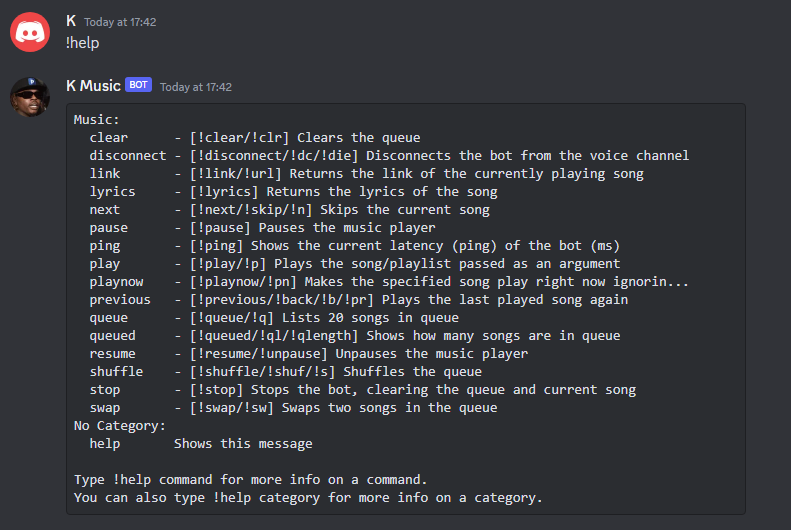 K Today at 17:42
!help
K Music BOT Today at 17:42
Music:
  clear      - [!clear/!clr] Clears the queue
  disconnect - [!disconnect/!dc/!die] Disconnects the bot from the voice channel
  link       - [!link/!url] Returns the link of the currently playing song
  lyrics     - [!lyrics] Returns the lyrics of the song
  next       - [!next/!skip/!n] Skips the current song
  pause      - [!pause] Pauses the music player
  ping       - [!ping] Shows the current latency (ping) of the bot (ms)
  play       - [!play/!p] Plays the song/playlist passed as an argument
  playnow    - [!playnow/!pn] Makes the specified song play right now ignorin...
  previous   - [!previous/!back/!b/!pr] Plays the last played song again
  queue      - [!queue/!q] Lists 20 songs in queue
  queued     - [!queued/!ql/!qlength] Shows how many songs are in queue
  resume     - [!resume/!unpause] Unpauses the music player
  shuffle    - [!shuffle/!shuf/!s] Shuffles the queue
  stop       - [!stop] Stops the bot, clearing the queue and current song
  swap       - [!swap/!sw] Swaps two songs in the queue
No Category:
  help       Shows this message
Type !help command for more info on a command.
You can also type !help category for more info on a category.